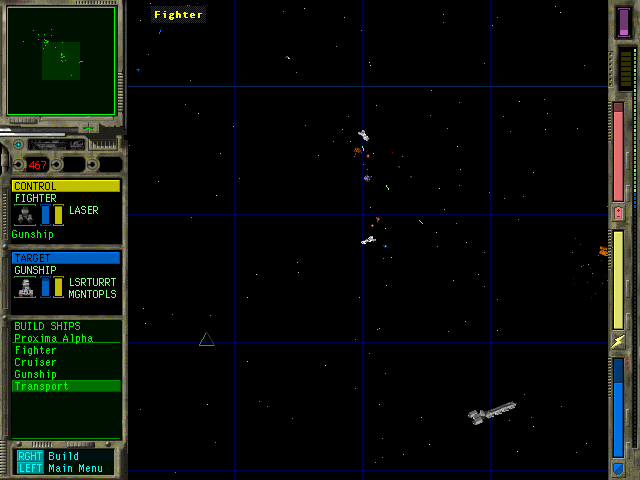 Fighter
467
CONTROL
FIGHTER
LASER
Gunship
TARGET
GUNSHIP
LSRTURRT
MGNTOPLS
BUILD SHIPS
Proxima Alpha
Fighter
Cruiser
Gunship
Transport
RGHT Build
LEFT Main Menu